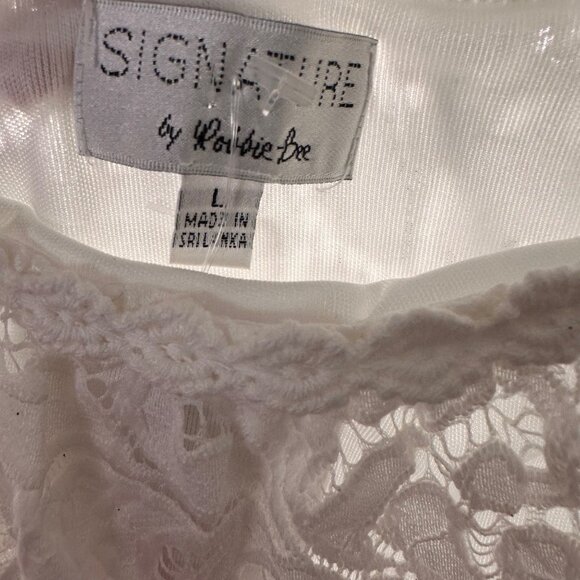 SIGNATURE
by Robbie Bee
L
MADE IN
SRI LANKA